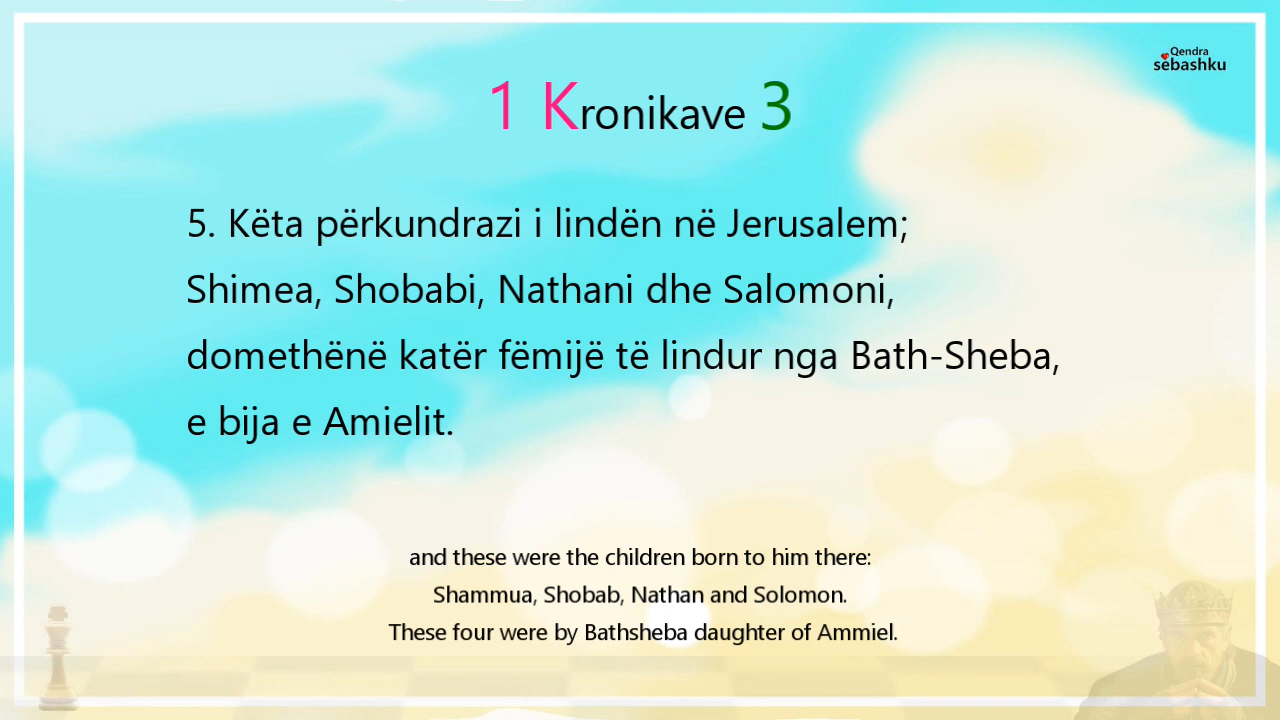 Qendra
sëbashku
1 Kronikave 3
5. Këta përkundrazi i lindën në Jerusalem;
Shimea, Shobabi, Nathani dhe Salomoni,
domethënë katër fëmijë të lindur nga Bath-Sheba,
e bija e Amielit.
and these were the children born to him there:
Shammua, Shobab, Nathan and Solomon.
These four were by Bathsheba daughter of Ammiel.